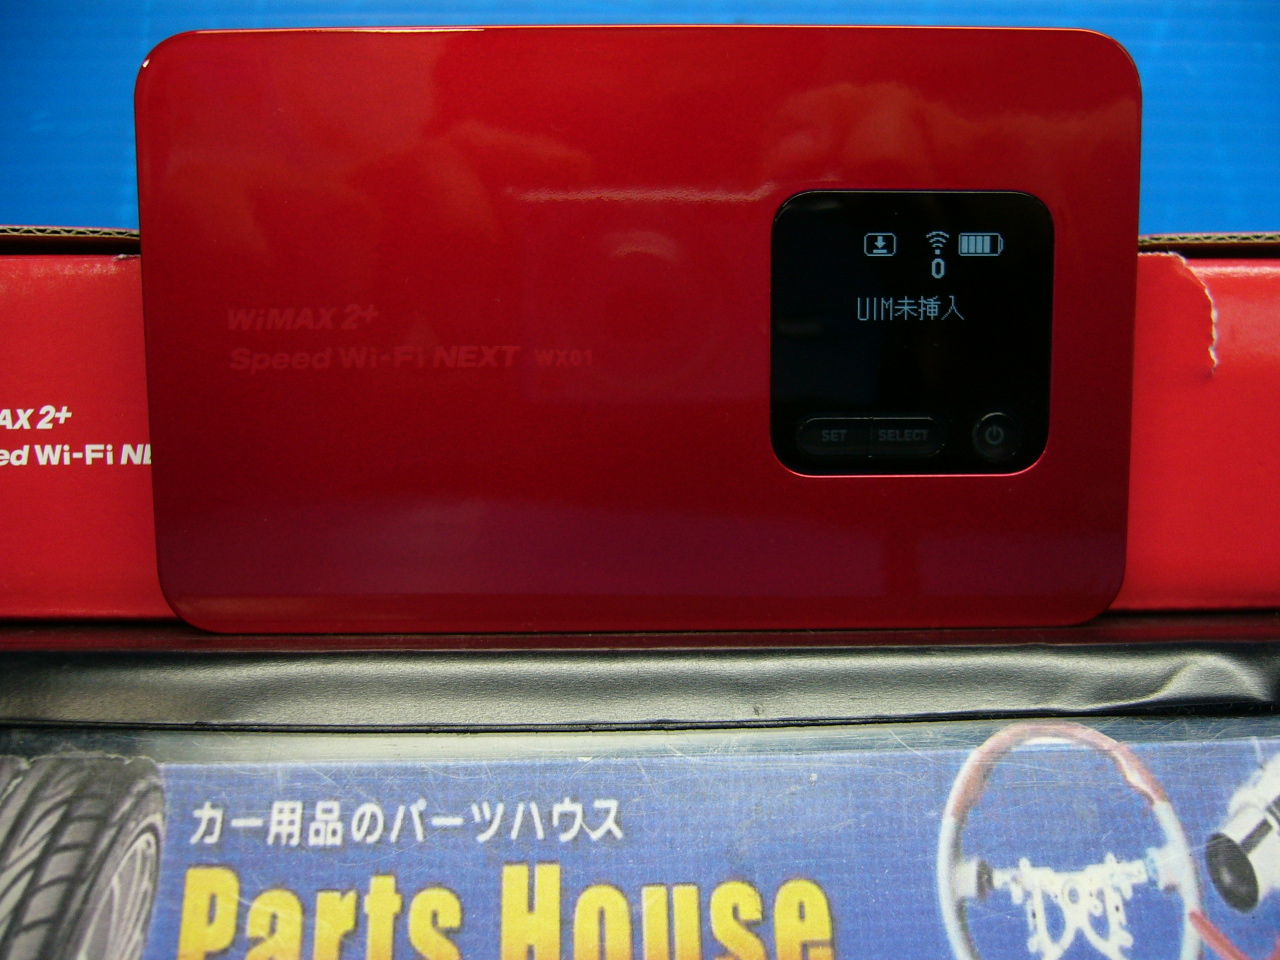 WiMAX 2+
Speed Wi-Fi NEXT WX01
0
UIM未挿入
SET SELECT
AX 2+
ed Wi-Fi NE
カー用品のパーツハウス
Parts House